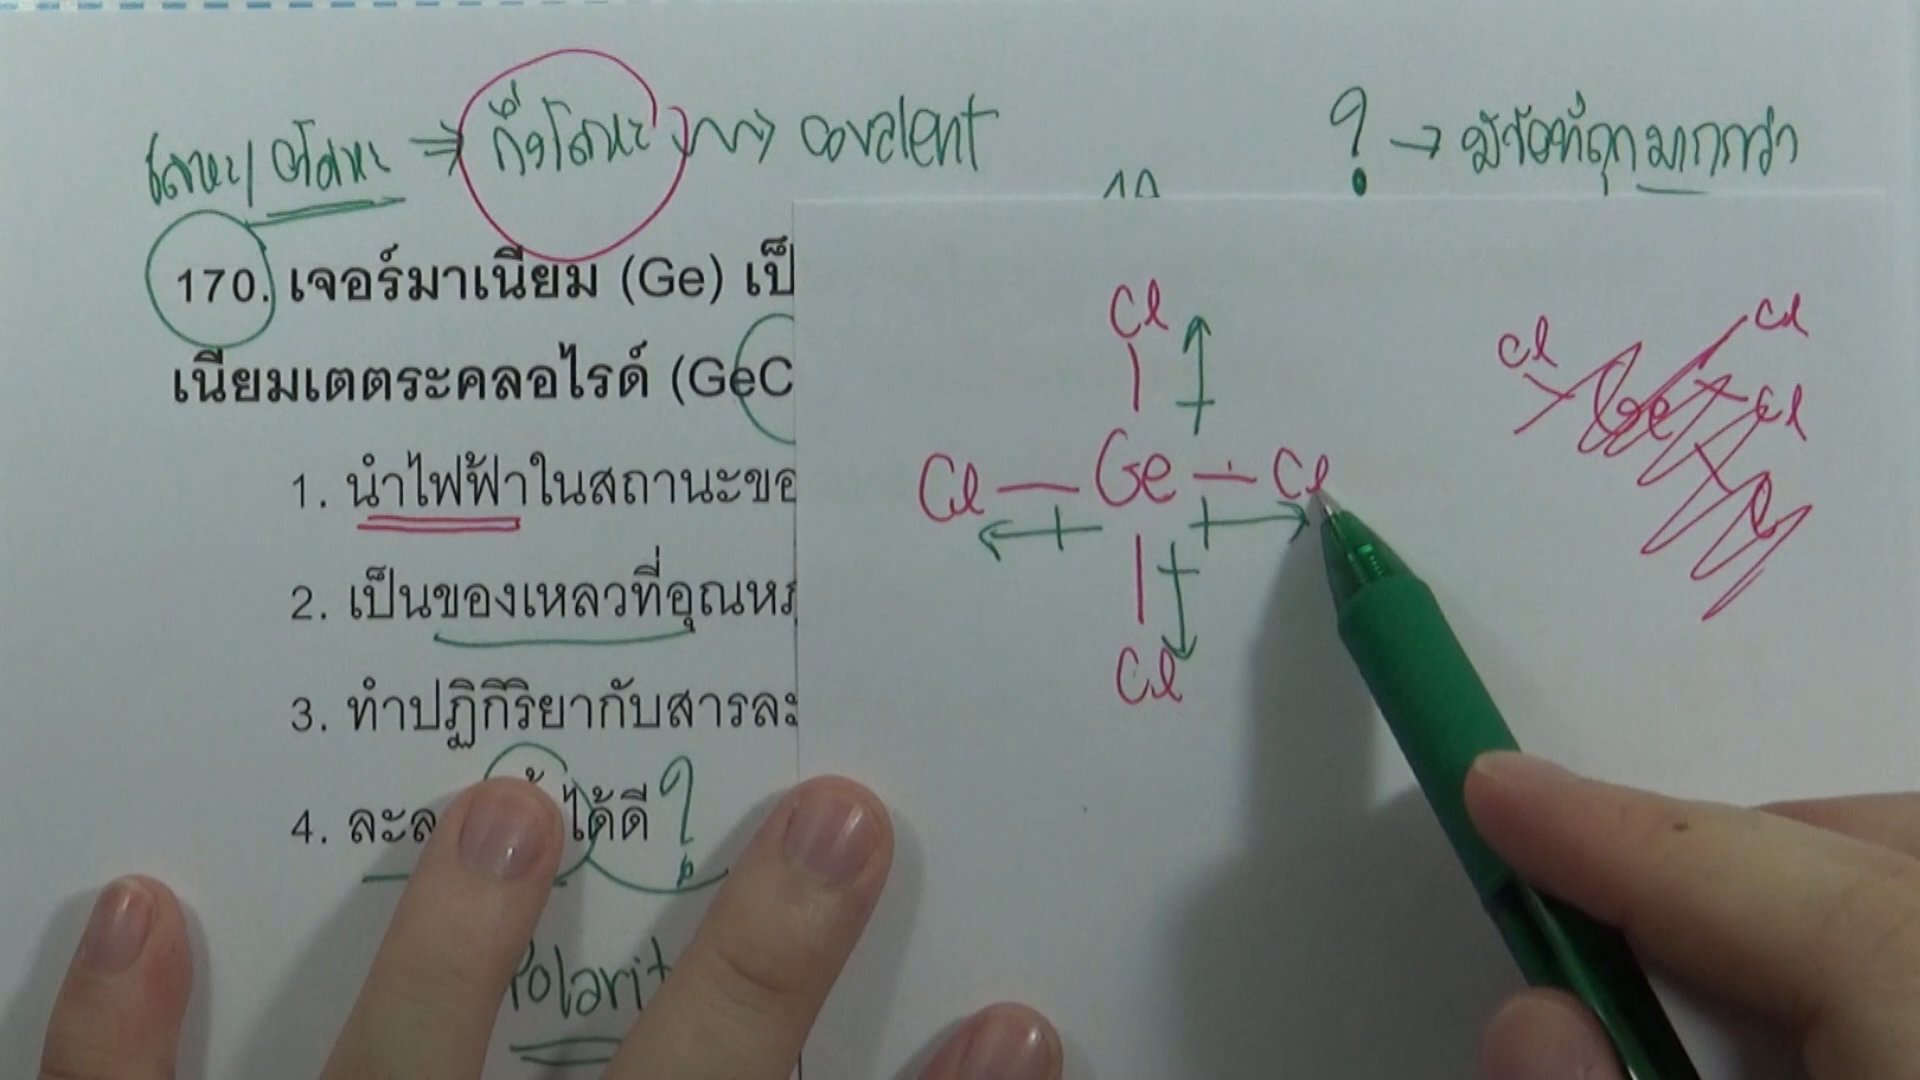 โลหะ/อโลหะ ⇒ กึ่งโลหะ → covalent
? → มีข้อที่ถูกมากกว่า
170. เจอร์มาเนียม (Ge) เป็
เนียมเตตระคลอไรด์ (GeC
1. นำไฟฟ้าในสถานะขอ
2. เป็นของเหลวที่อุณห
3. ทำปฏิกิริยากับสารละ
4. ละล ได้ดี ?
Polarit
Cl
Cl — Ge — Cl
Cl
Cl
Cl
Ge
Cl